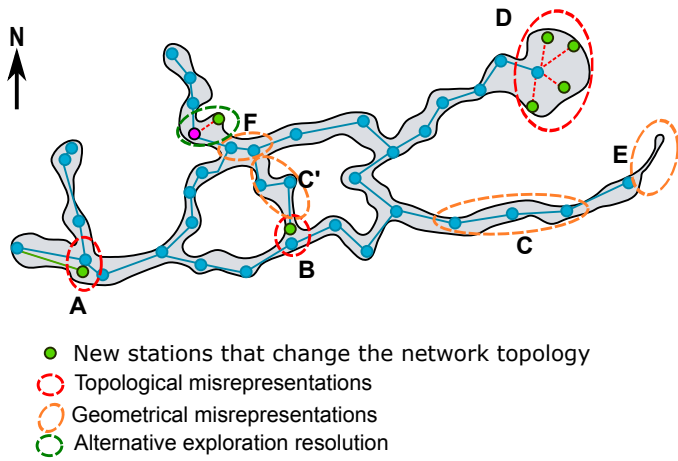 D
N
F
E
C'
C
B
A
New stations that change the network topology
Topological misrepresentations
Geometrical misrepresentations
Alternative exploration resolution